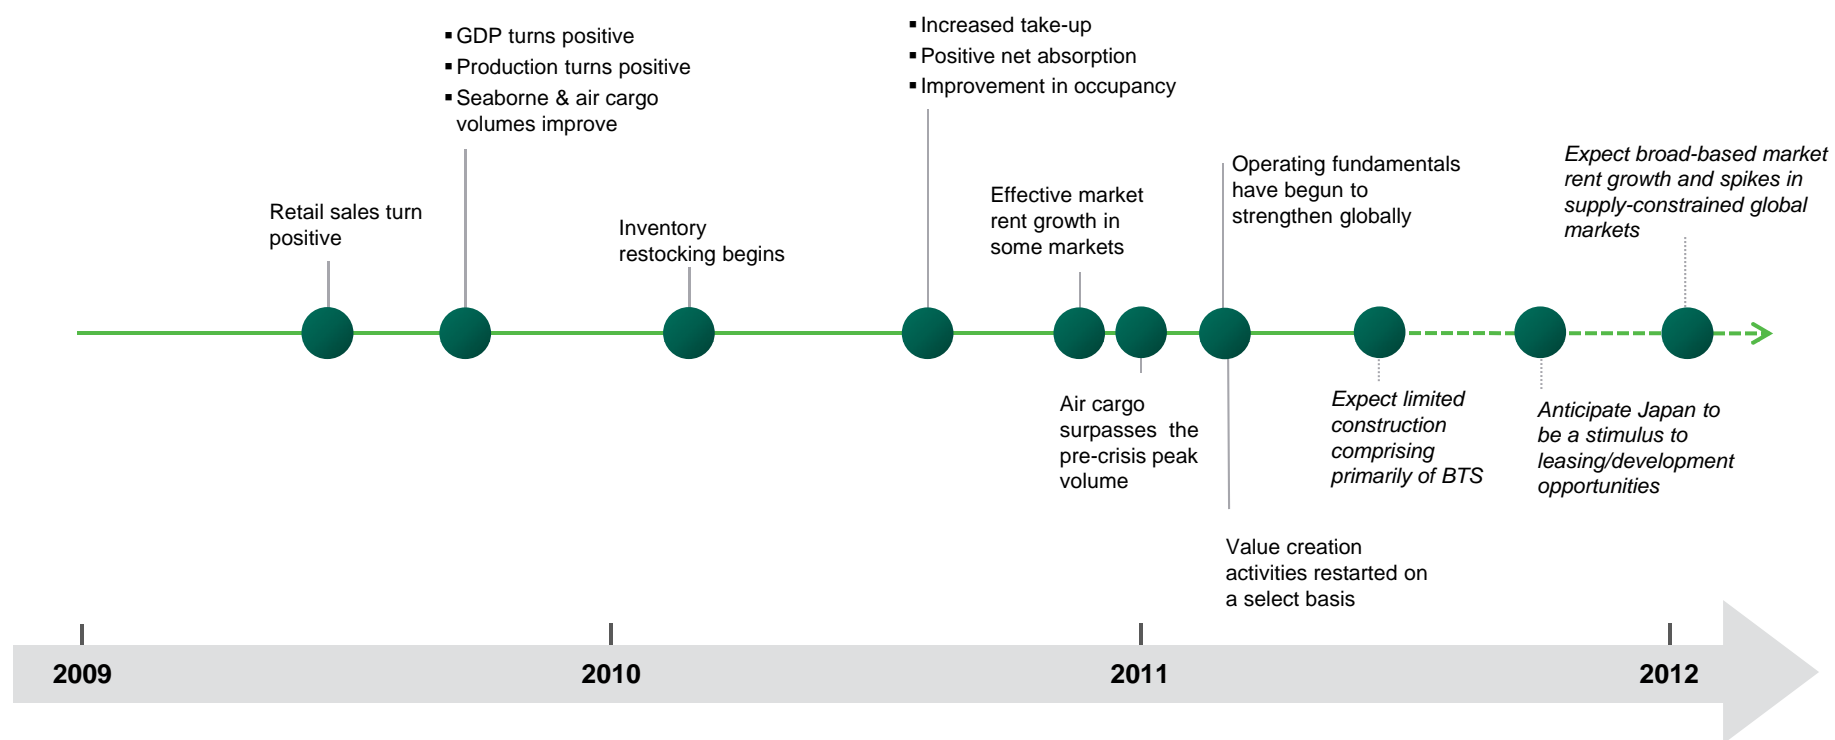 ▪ GDP turns positive
▪ Production turns positive
▪ Seaborne & air cargo
volumes improve
▪ Increased take-up
▪ Positive net absorption
▪ Improvement in occupancy
Retail sales turn
positive
Inventory
restocking begins
Effective market
rent growth in
some markets
Operating fundamentals
have begun to
strengthen globally
Expect broad-based market
rent growth and spikes in
supply-constrained global
markets
Air cargo
surpasses the
pre-crisis peak
volume
Value creation
activities restarted on
a select basis
Expect limited
construction
comprising
primarily of BTS
Anticipate Japan to
be a stimulus to
leasing/development
opportunities
2009
2010
2011
2012